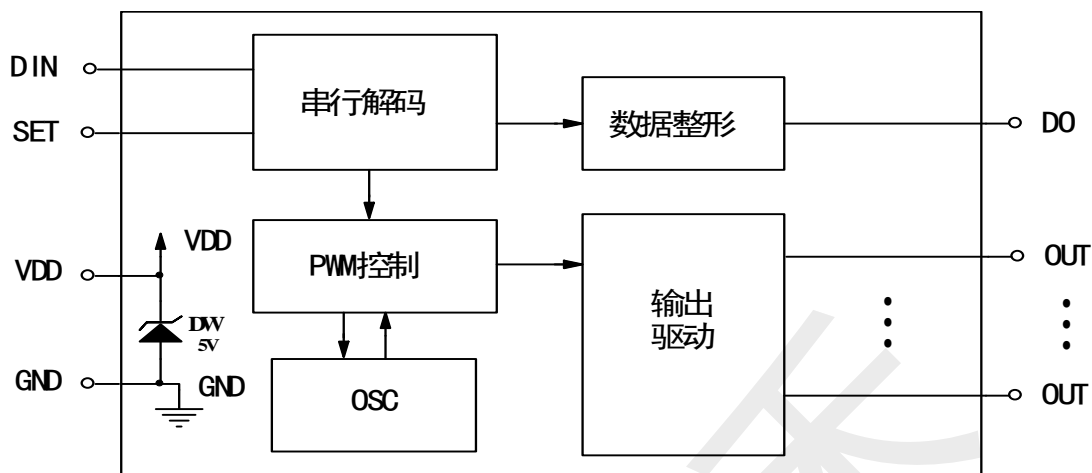 DIN
SET
串行解码
数据整形
DO
VDD
VDD
PWM控制
OUT
DW
5V
输出
驱动
GND
GND
OSC
OUT